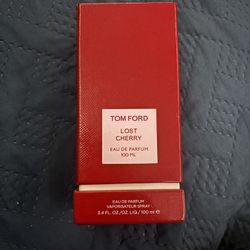 TOM FORD
LOST
CHERRY
EAU DE PARFUM
100 ML
EAU DE PARFUM
VAPORISATEUR SPRAY
3.4 FL. OZ./OZ. LIQ./100 ml ℮